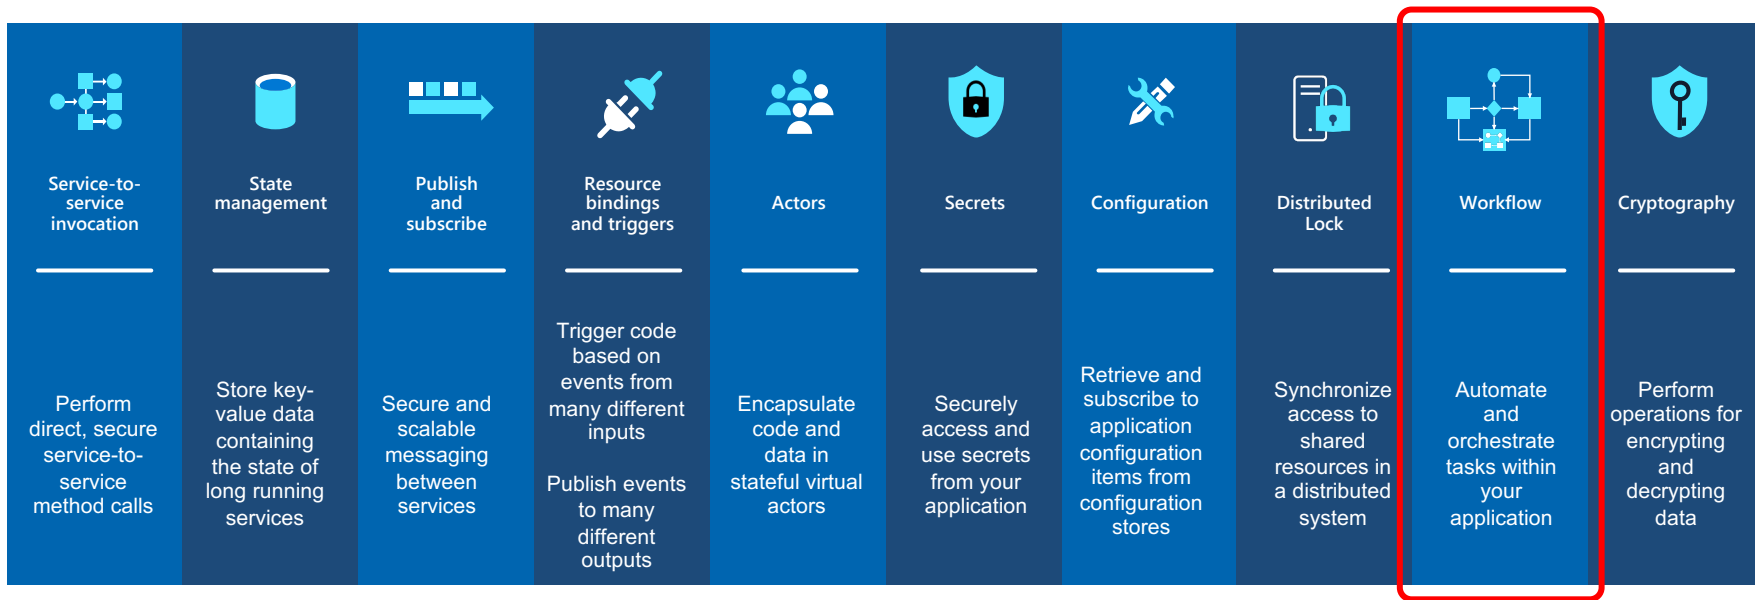 Service-to-
service
invocation
Perform
direct, secure
service-to-
service
method calls
State
management
Store key-
value data
containing
the state of
long running
services
Publish
and
subscribe
Secure and
scalable
messaging
between
services
Resource
bindings
and triggers
Trigger code
based on
events from
many different
inputs
Publish events
to many
different
outputs
Actors
Encapsulate
code and
data in
stateful virtual
actors
Secrets
Securely
access and
use secrets
from your
application
Configuration
Retrieve and
subscribe to
application
configuration
items from
configuration
stores
Distributed
Lock
Synchronize
access to
shared
resources in
a distributed
system
Workflow
Automate
and
orchestrate
tasks within
your
application
Cryptography
Perform
operations for
encrypting
and
decrypting
data